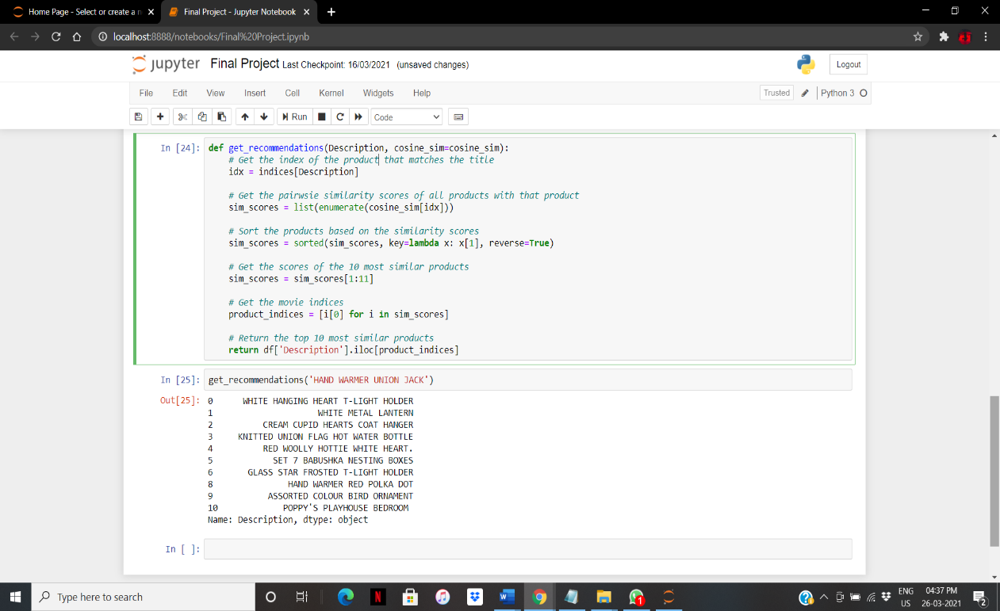 Home Page - Select or create a n
Final Project - Jupyter Notebook
localhost:8888/notebooks/Final%20Project.ipynb
jupyter Final Project Last Checkpoint: 16/03/2021 (unsaved changes)
Logout
File Edit View Insert Cell Kernel Widgets Help
Trusted
Python 3
Run
Code
In [24]: def get_recommendations(Description, cosine_sim=cosine_sim):
# Get the index of the product that matches the title
idx = indices[Description]
# Get the pairwsie similarity scores of all products with that product
sim_scores = list(enumerate(cosine_sim[idx]))
# Sort the products based on the similarity scores
sim_scores = sorted(sim_scores, key=lambda x: x[1], reverse=True)
# Get the scores of the 10 most similar products
sim_scores = sim_scores[1:11]
# Get the movie indices
product_indices = [i[0] for i in sim_scores]
# Return the top 10 most similar products
return df['Description'].iloc[product_indices]
In [25]: get_recommendations('HAND WARMER UNION JACK')
Out[25]: 0 WHITE HANGING HEART T-LIGHT HOLDER
1 WHITE METAL LANTERN
2 CREAM CUPID HEARTS COAT HANGER
3 KNITTED UNION FLAG HOT WATER BOTTLE
4 RED WOOLLY HOTTIE WHITE HEART.
5 SET 7 BABUSHKA NESTING BOXES
6 GLASS STAR FROSTED T-LIGHT HOLDER
8 HAND WARMER RED POLKA DOT
9 ASSORTED COLOUR BIRD ORNAMENT
10 POPPY'S PLAYHOUSE BEDROOM
Name: Description, dtype: object
In [ ]:
Type here to search
N
W
1
?
ENG
US
04:37 PM
26-03-2021
2